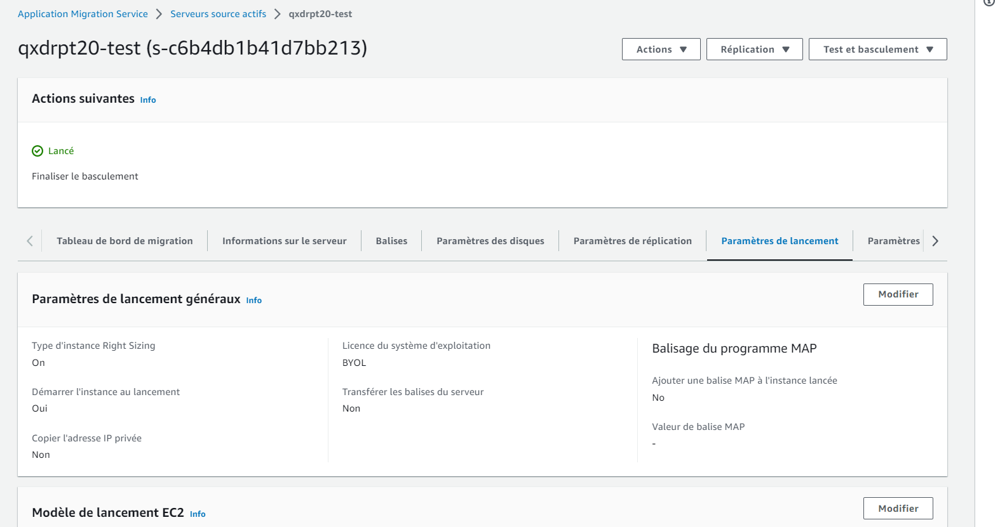 Application Migration Service > Serveurs source actifs > qxdrpt20-test
qxdrpt20-test (s-c6b4db1b41d7bb213)
Actions ▼ Réplication ▼ Test et basculement ▼
Actions suivantes Info
Lancé
Finaliser le basculement
Tableau de bord de migration Informations sur le serveur Balises Paramètres des disques Paramètres de réplication Paramètres de lancement Paramètres
Paramètres de lancement généraux Info
Modifier
Type d'instance Right Sizing
On
Démarrer l'instance au lancement
Oui
Copier l'adresse IP privée
Non
Licence du système d'exploitation
BYOL
Transférer les balises du serveur
Non
Balisage du programme MAP
Ajouter une balise MAP à l'instance lancée
No
Valeur de balise MAP
-
Modèle de lancement EC2 Info
Modifier